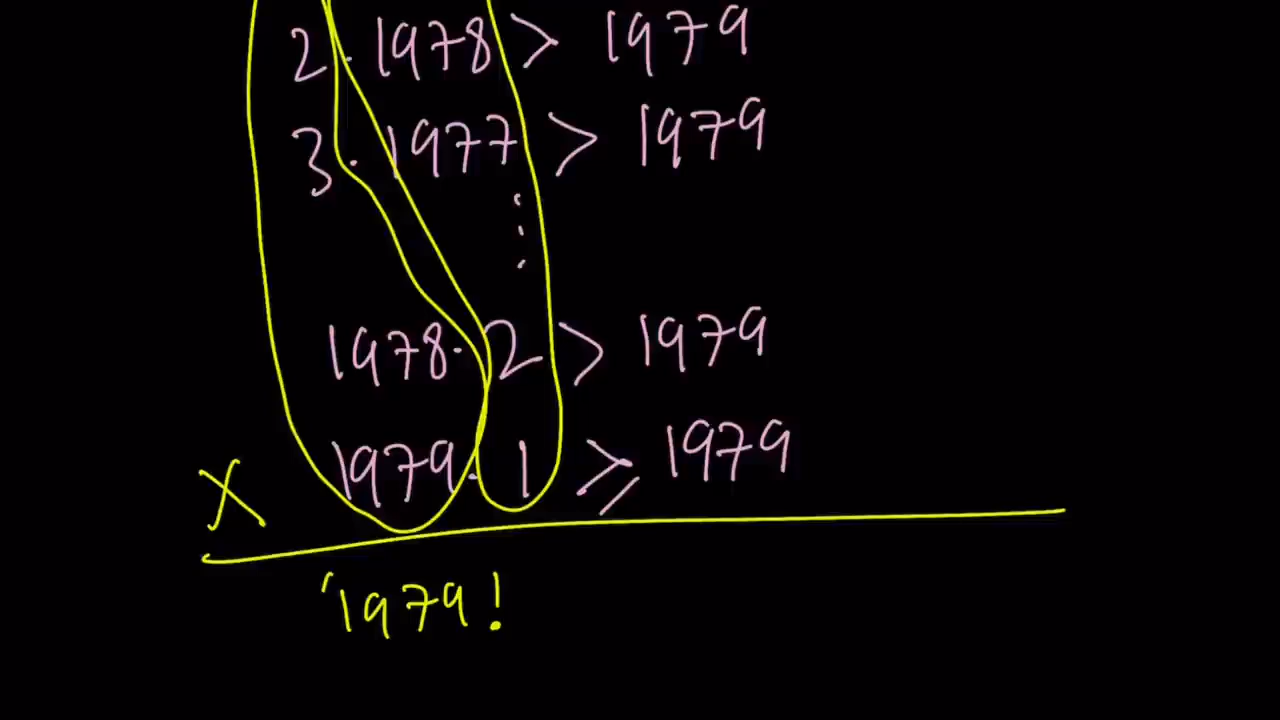 2 · 1978 > 1979
3 · 1977 > 1979
⋮
1978 · 2 > 1979
X 1979 · 1 ≥ 1979
1979!